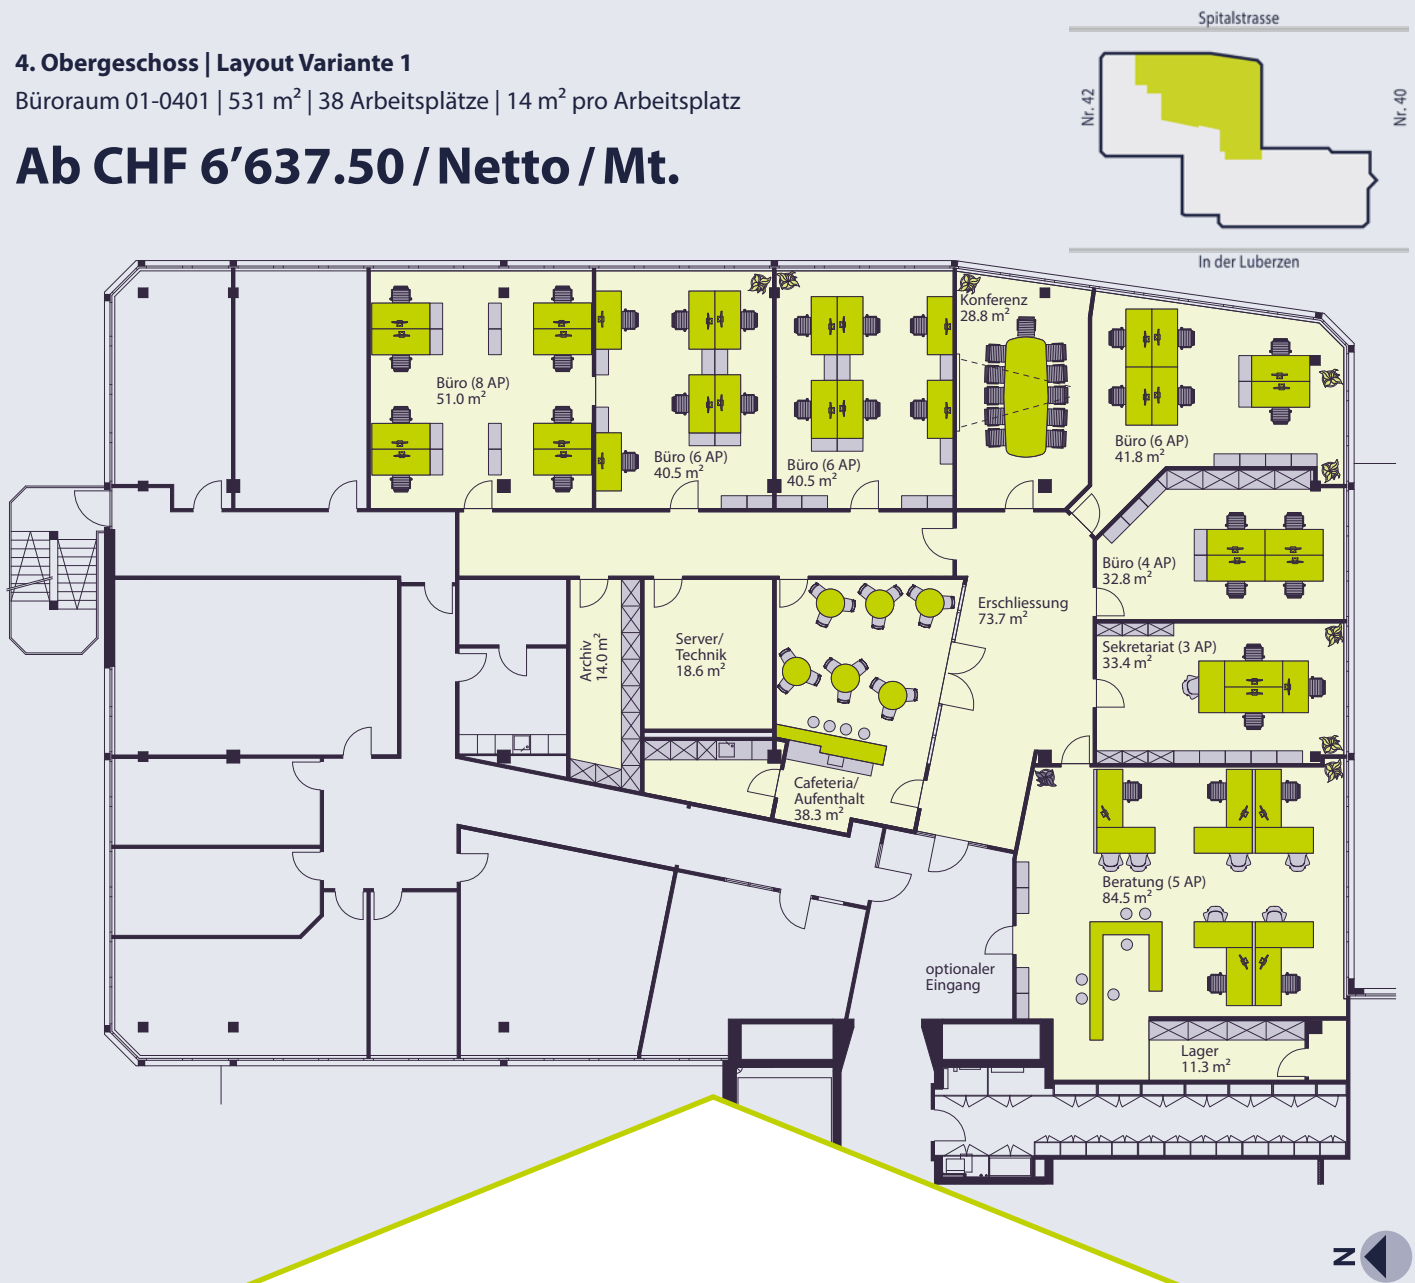 Spitalstrasse
4. Obergeschoss | Layout Variante 1
Büroraum 01-0401 | 531 m² | 38 Arbeitsplätze | 14 m² pro Arbeitsplatz
Ab CHF 6’637.50 / Netto / Mt.
Nr. 42
Nr. 40
In der Luberzen
Konferenz
28.8 m²
Büro (8 AP)
51.0 m²
Büro (6 AP)
40.5 m²
Büro (6 AP)
40.5 m²
Büro (6 AP)
41.8 m²
Büro (4 AP)
32.8 m²
Erschliessung
73.7 m²
Archiv
14.0 m²
Server/
Technik
18.6 m²
Sekretariat (3 AP)
33.4 m²
Cafeteria/
Aufenthalt
38.3 m²
Beratung (5 AP)
84.5 m²
optionaler
Eingang
Lager
11.3 m²
N